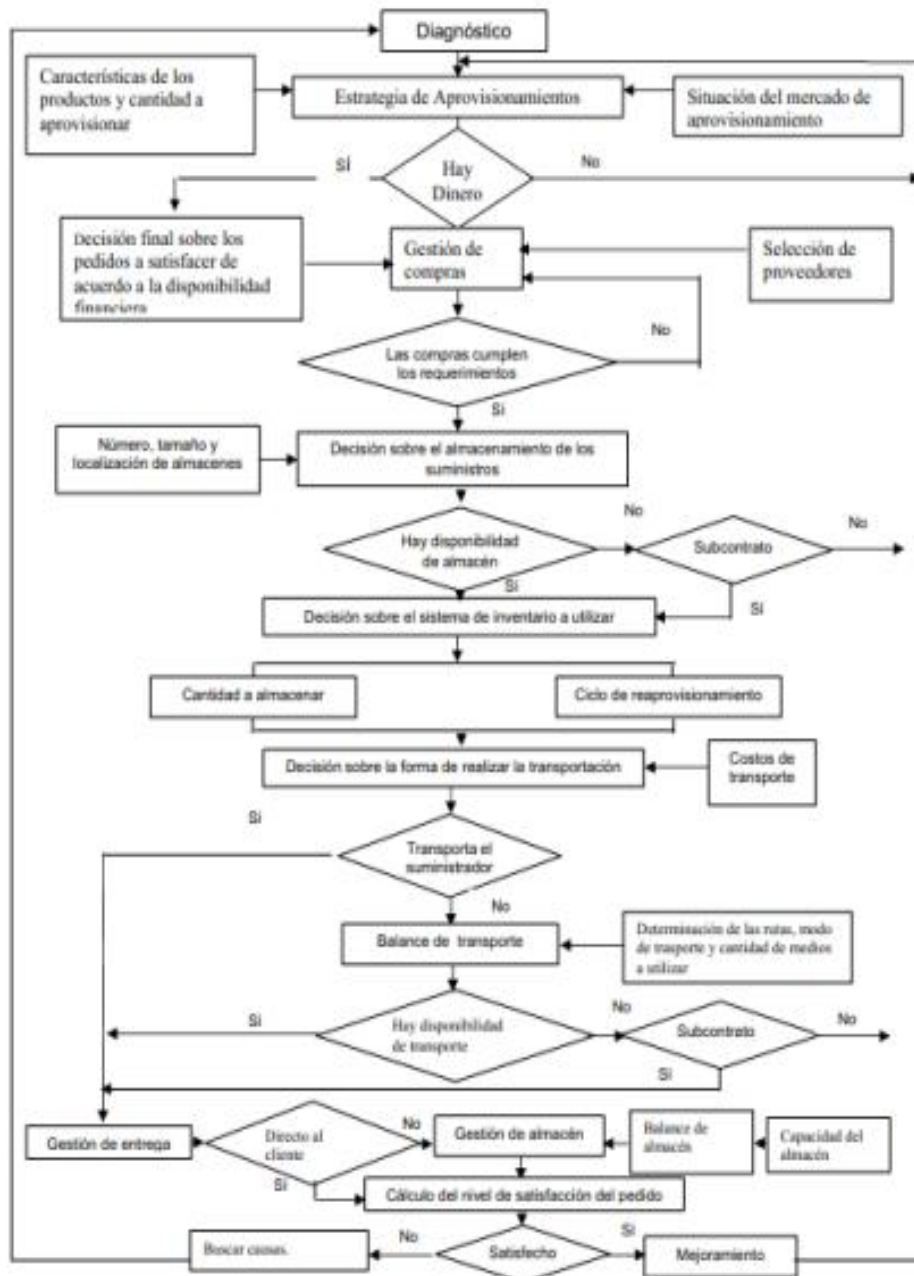 Diagnóstico
Características de los
productos y cantidad a
aprovisionar
Estrategia de Aprovisionamientos
Situación del mercado de
aprovisionamiento
SÍ
Hay
Dinero
No
Decisión final sobre los
pedidos a satisfacer de
acuerdo a la disponibilidad
financiera
Gestión de
compras
Selección de
proveedores
Las compras cumplen
los requerimientos
No
Si
Número, tamaño y
localización de almacenes
Decisión sobre el almacenamiento de los
suministros
Hay disponibilidad
de almacén
No
Subcontrato
No
Si
Si
Decisión sobre el sistema de inventario a utilizar
Cantidad a almacenar
Ciclo de reaprovisionamiento
Decisión sobre la forma de realizar la transportación
Costos de
transporte
Si
Transporta el
suministrador
No
Balance de transporte
Determinación de las rutas, modo
de trasporte y cantidad de medios
a utilizar
Si
Hay disponibilidad
de transporte
No
Subcontrato
No
Si
Gestión de entrega
Directo al
cliente
No
Gestión de almacén
Balance de
almacén
Capacidad del
almacén
Si
Cálculo del nivel de satisfacción del pedido
Buscar causas.
No
Satisfecho
Si
Mejoramiento